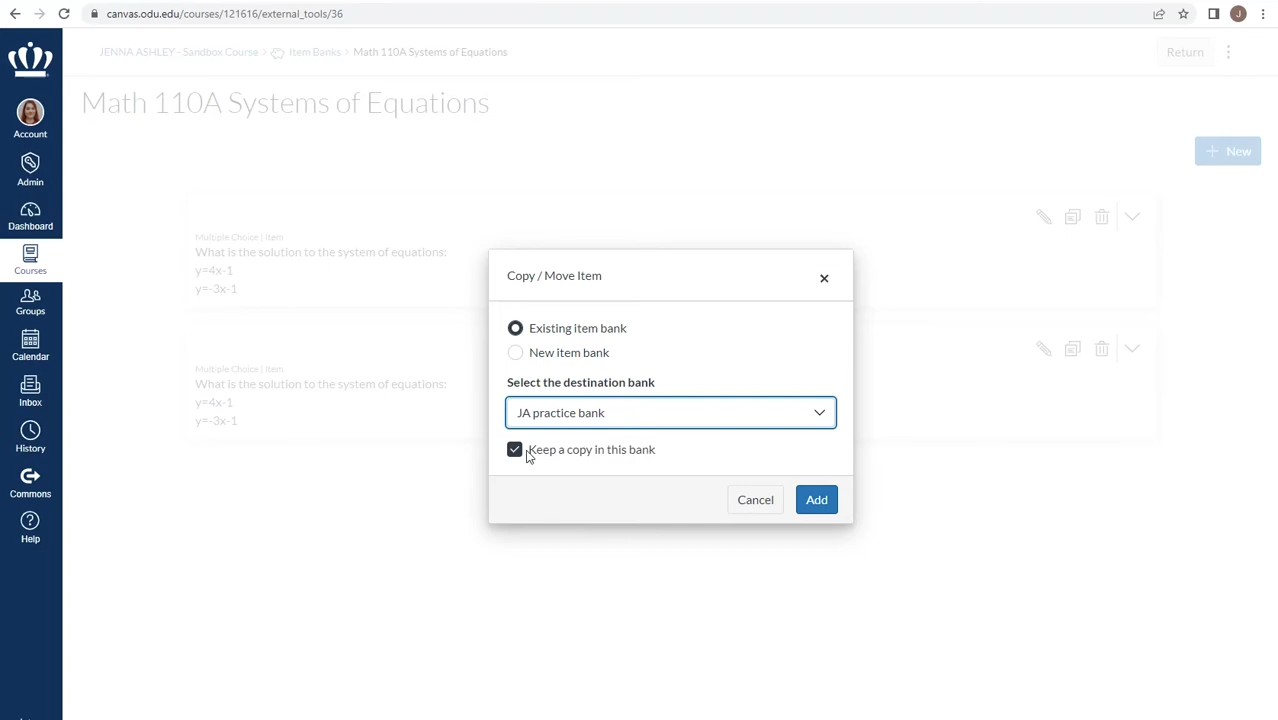 canvas.odu.edu/courses/121616/external_tools/36
J
JENNA ASHLEY - Sandbox Course > Item Banks > Math 110A Systems of Equations
Return
Math 110A Systems of Equations
+ New
Account
Admin
Dashboard
Courses
Groups
Calendar
Inbox
History
Commons
Help
Multiple Choice | Item
What is the solution to the system of equations:
y=4x-1
y=-3x-1
Multiple Choice | Item
What is the solution to the system of equations:
y=4x-1
y=-3x-1
Copy / Move Item
Existing item bank
New item bank
Select the destination bank
JA practice bank
Keep a copy in this bank
Cancel
Add